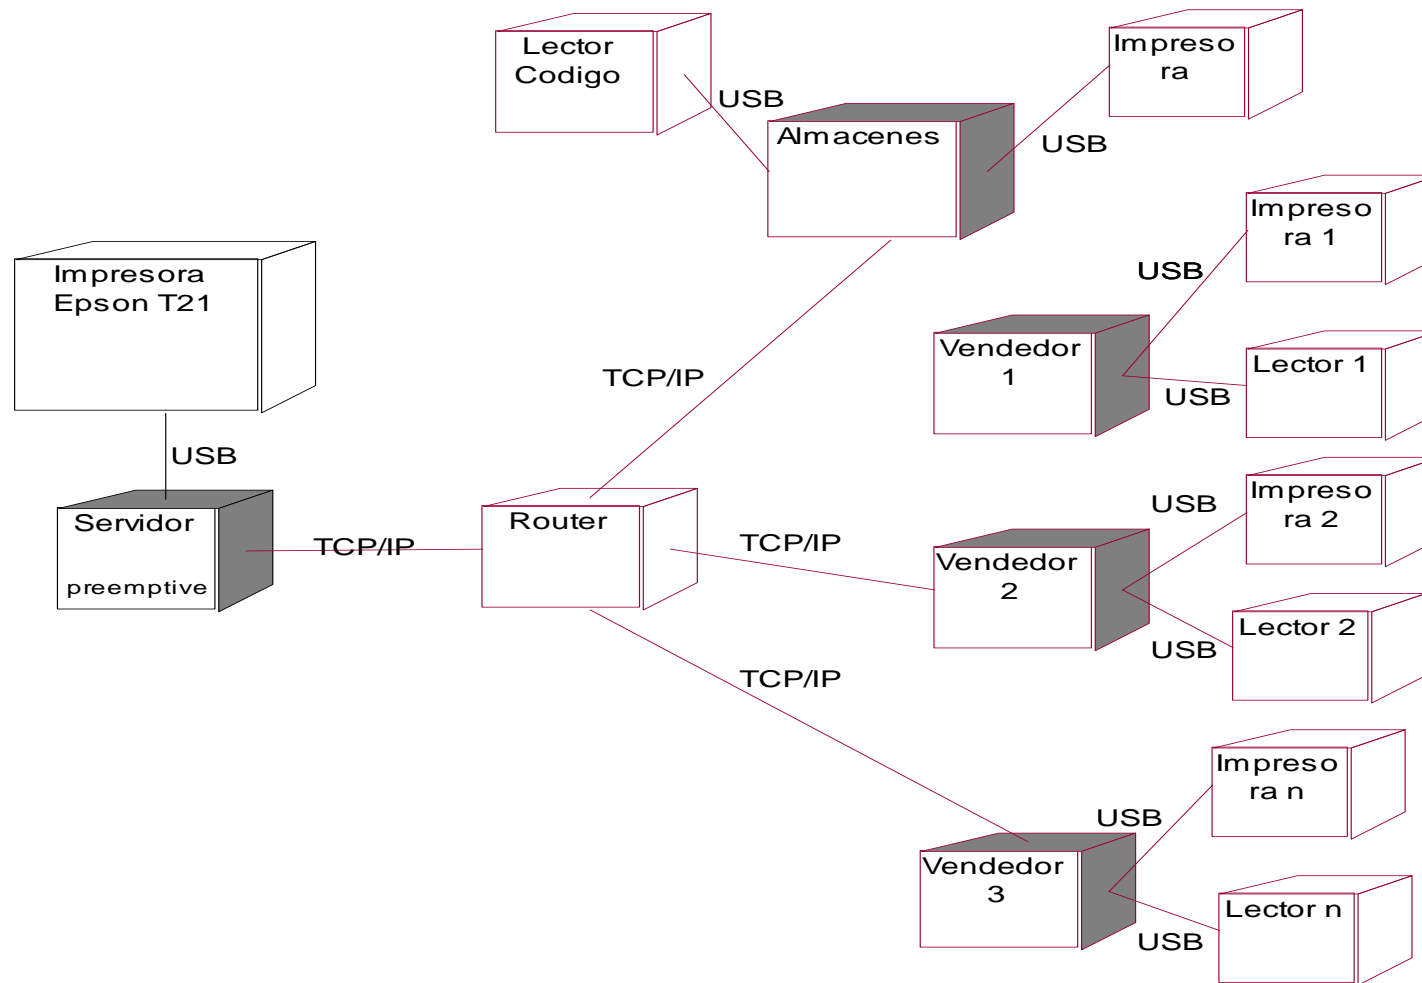 Lector
Codigo
USB
Impreso
ra
Almacenes
USB
Impreso
ra 1
USB
Impresora
Epson T21
Vendedor
1
Lector 1
TCP/IP
USB
USB
Impreso
ra 2
USB
Servidor
preemptive
Router
TCP/IP
TCP/IP
Vendedor
2
Lector 2
USB
TCP/IP
Impreso
ra n
USB
Vendedor
3
Lector n
USB